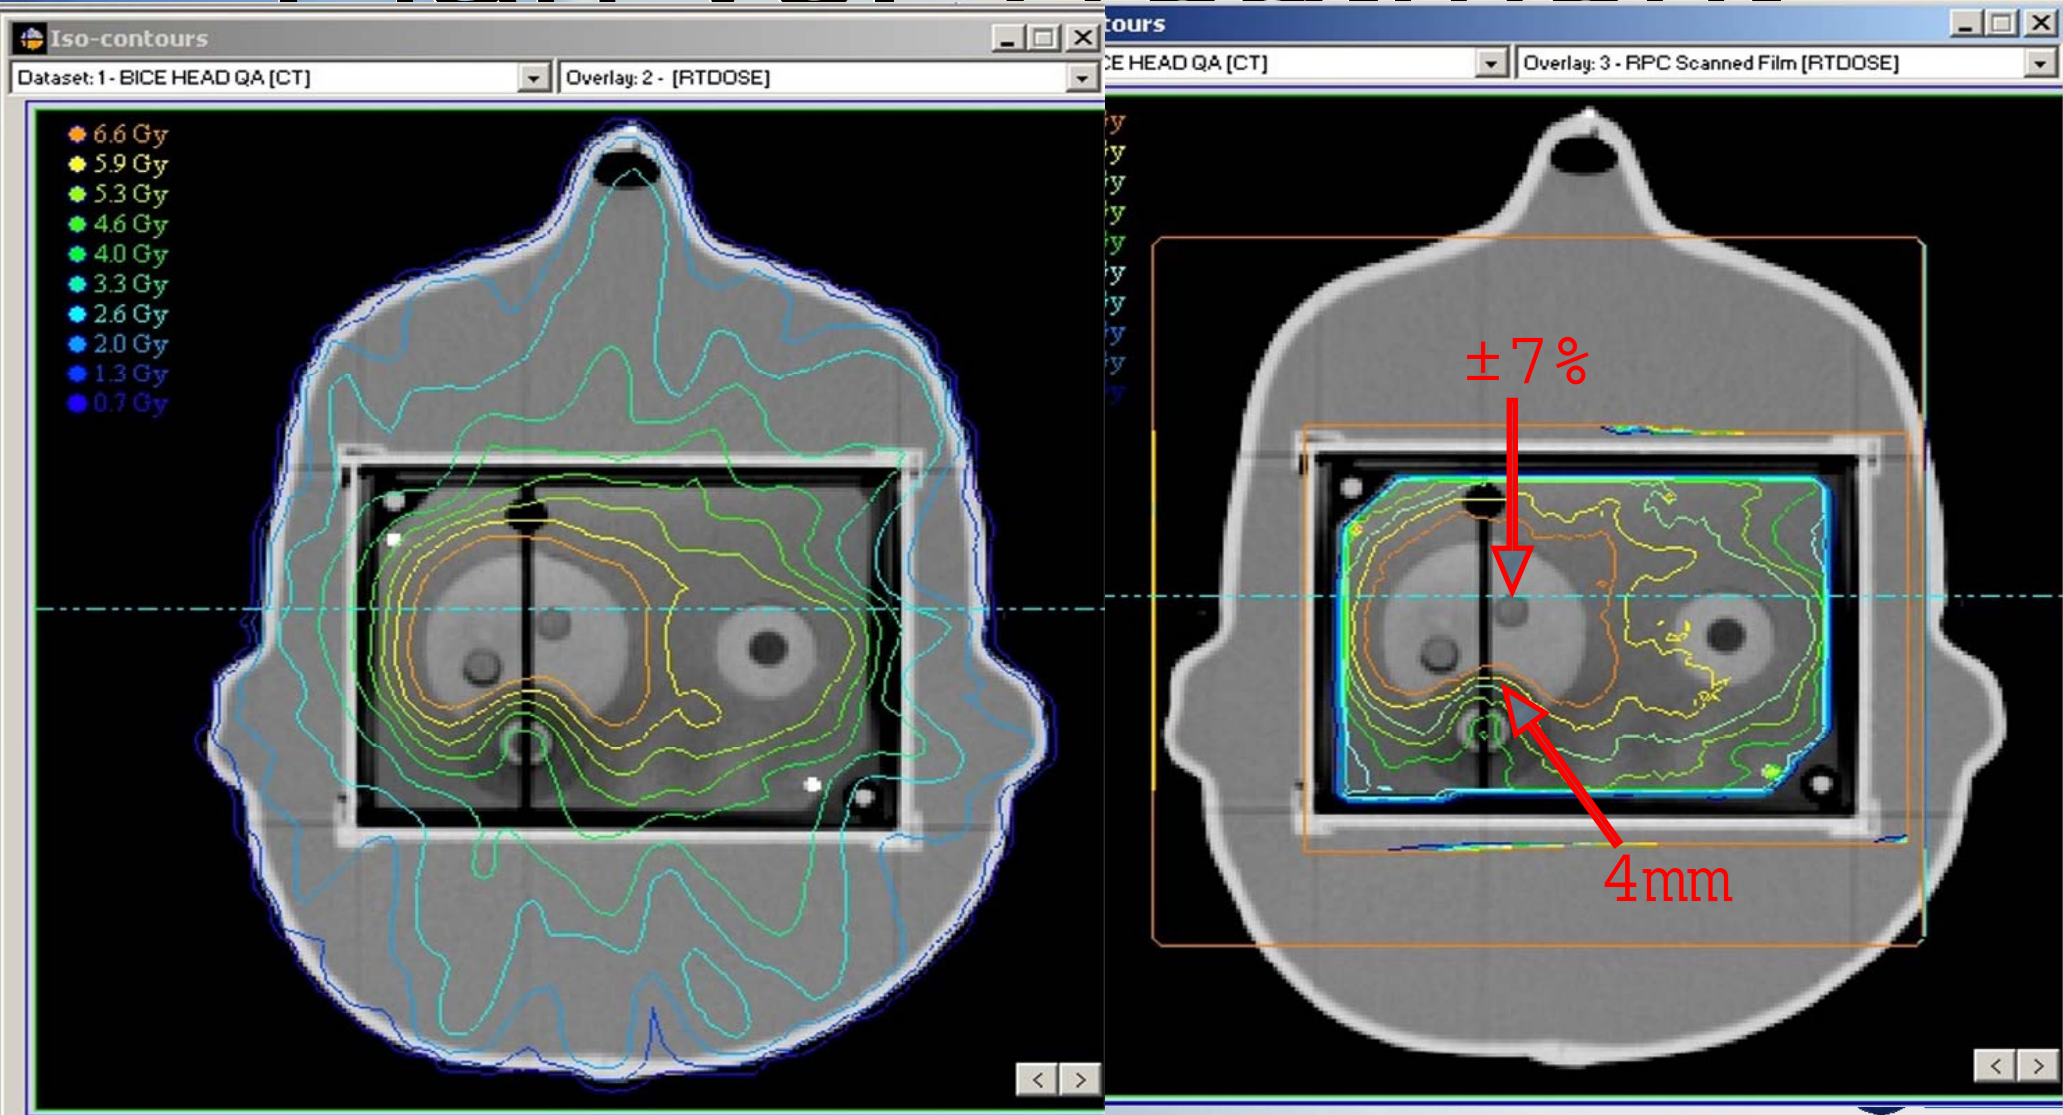 Iso-contours
Dataset: 1 - BICE HEAD QA [CT]
Overlay: 2 - [RTDOSE]
6.6 Gy
5.9 Gy
5.3 Gy
4.6 Gy
4.0 Gy
3.3 Gy
2.6 Gy
2.0 Gy
1.3 Gy
0.7 Gy
< >
tours
CE HEAD QA [CT]
Overlay: 3 - RPC Scanned Film [RTDOSE]
y
y
y
y
y
y
y
y
y
y
±7%
4mm
< >